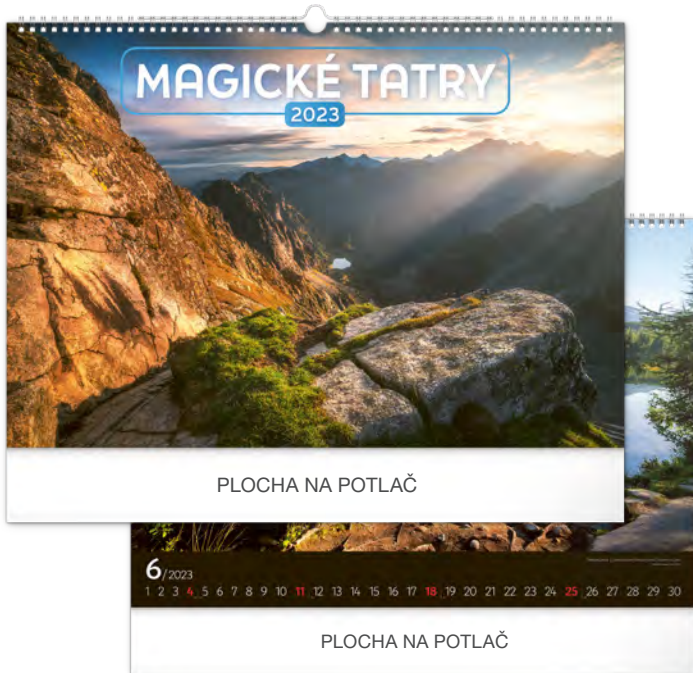 MAGICKÉ TATRY
2023
PLOCHA NA POTLAČ
6/2023
1 2 3 4 5 6 7 8 9 10 11 12 13 14 15 16 17 18 19 20 21 22 23 24 25 26 27 28 29 30
PLOCHA NA POTLAČ